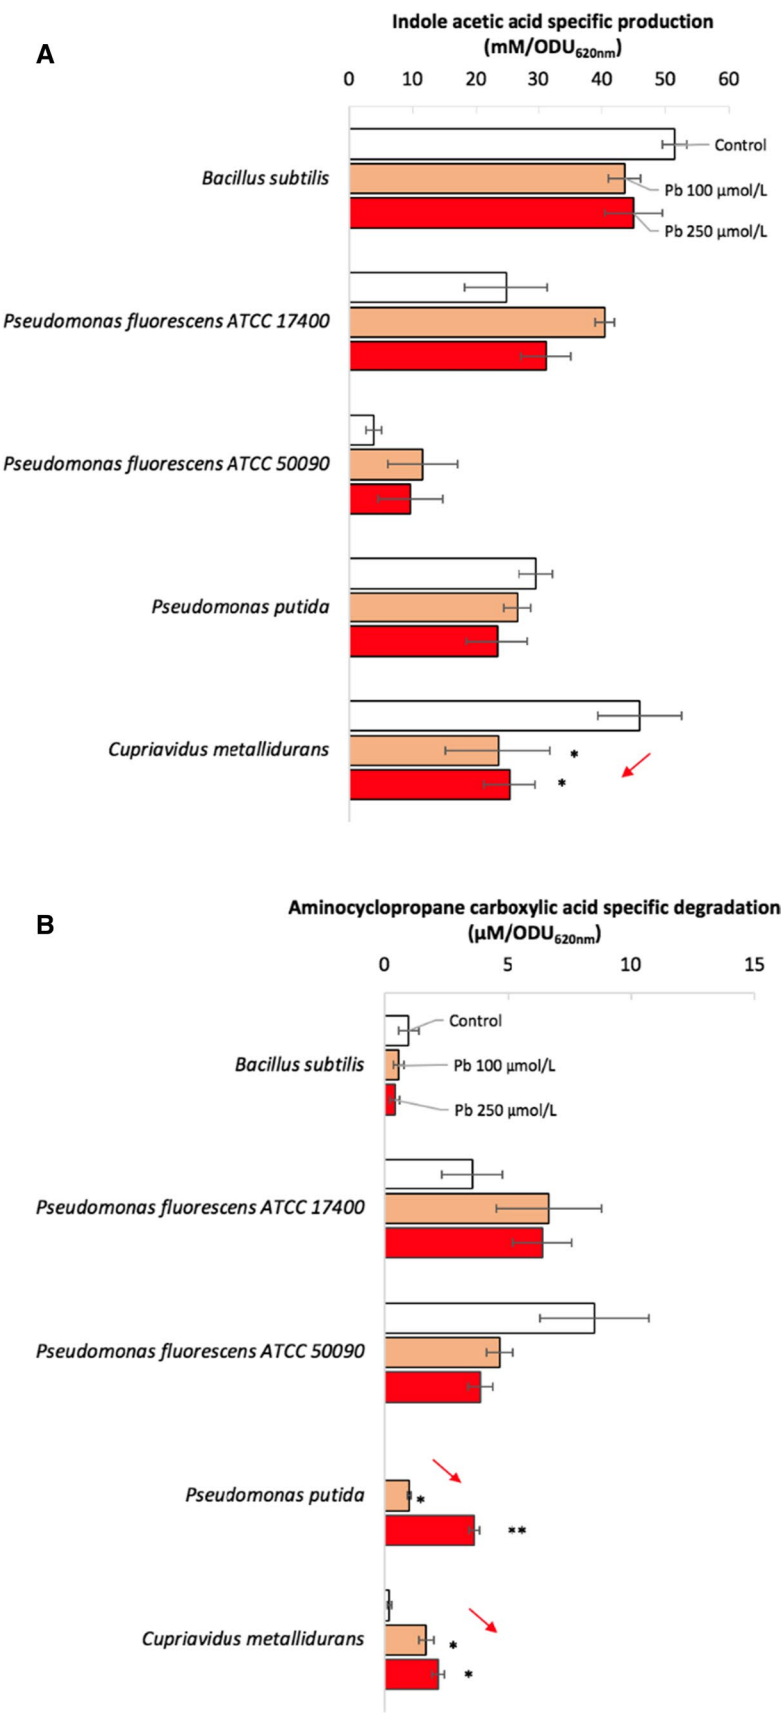 A
Indole acetic acid specific production
(mM/ODU620nm)
0 10 20 30 40 50 60
Control
Bacillus subtilis
Pb 100 µmol/L
Pb 250 µmol/L
Pseudomonas fluorescens ATCC 17400
Pseudomonas fluorescens ATCC 50090
Pseudomonas putida
Cupriavidus metallidurans
*
*
B
Aminocyclopropane carboxylic acid specific degradation
(µM/ODU620nm)
0 5 10 15
Control
Bacillus subtilis
Pb 100 µmol/L
Pb 250 µmol/L
Pseudomonas fluorescens ATCC 17400
Pseudomonas fluorescens ATCC 50090
Pseudomonas putida
*
**
Cupriavidus metallidurans
*
*